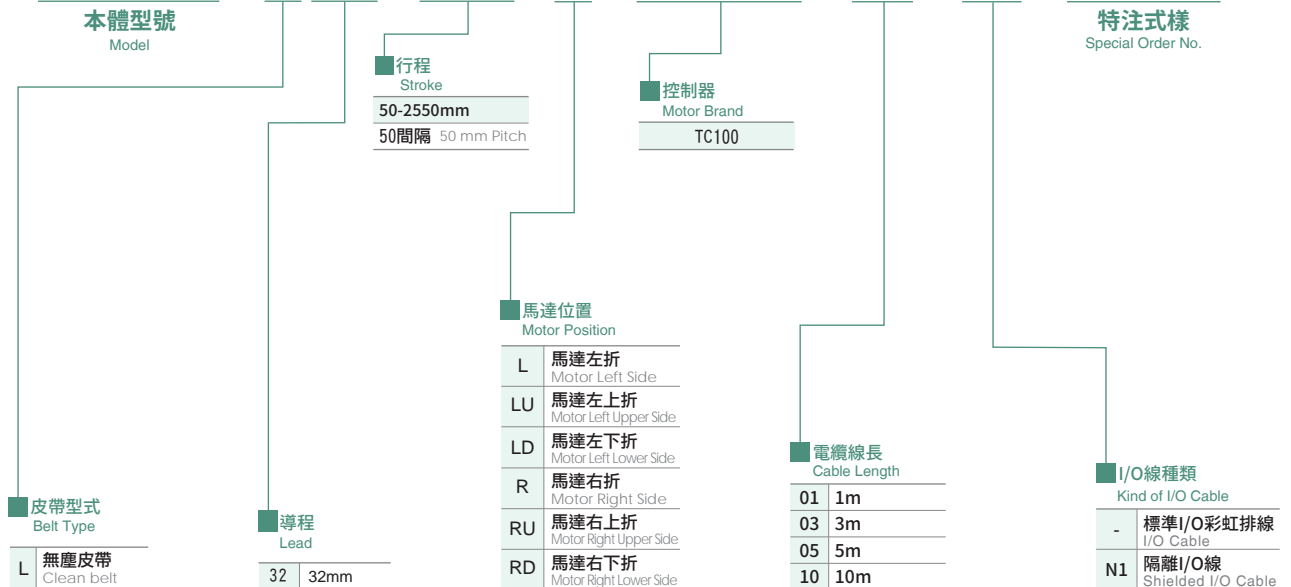 本體型號
Model
特注式樣
Special Order No.
行程
Stroke
50-2550mm
50間隔 50 mm Pitch
控制器
Motor Brand
TC100
馬達位置
Motor Position
L 馬達左折
Motor Left Side
LU 馬達左上折
Motor Left Upper Side
LD 馬達左下折
Motor Left Lower Side
R 馬達右折
Motor Right Side
RU 馬達右上折
Motor Right Upper Side
RD 馬達右下折
Motor Right Lower Side
電纜線長
Cable Length
01 1m
03 3m
05 5m
10 10m
I/O線種類
Kind of I/O Cable
- 標準I/O彩虹排線
I/O Cable
N1 隔離I/O線
Shielded I/O Cable
皮帶型式
Belt Type
L 無塵皮帶
Clean belt
導程
Lead
32 32mm